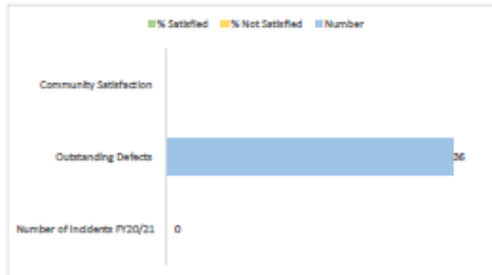 % Satisfied % Not Satisfied Number
Community Satisfaction
Outstanding Defects 36
Number of Incidents FY20/21 0